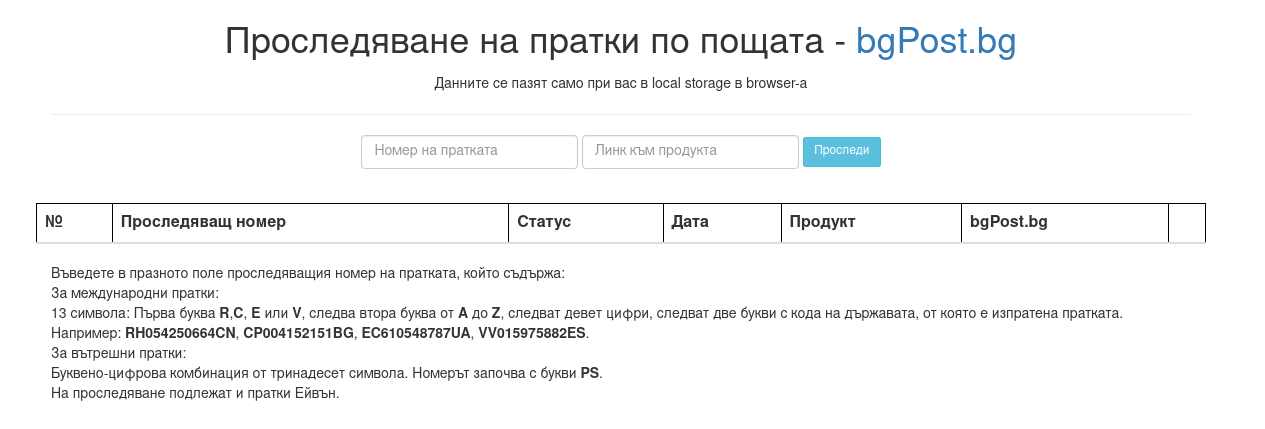 Проследяване на пратки по пощата - bgPost.bg
Данните се пазят само при вас в local storage в browser-а
Номер на пратката Линк към продукта Проследи
№ Проследяващ номер Статус Дата Продукт bgPost.bg
Въведете в празното поле проследяващия номер на пратката, който съдържа:
За международни пратки:
13 символа: Първа буква R,C, E или V, следва втора буква от A до Z, следват девет цифри, следват две букви с кода на държавата, от която е изпратена пратката.
Например: RH054250664CN, CP004152151BG, EC610548787UA, VV015975882ES.
За вътрешни пратки:
Буквено-цифрова комбинация от тринадесет символа. Номерът започва с букви PS.
На проследяване подлежат и пратки Ейвън.